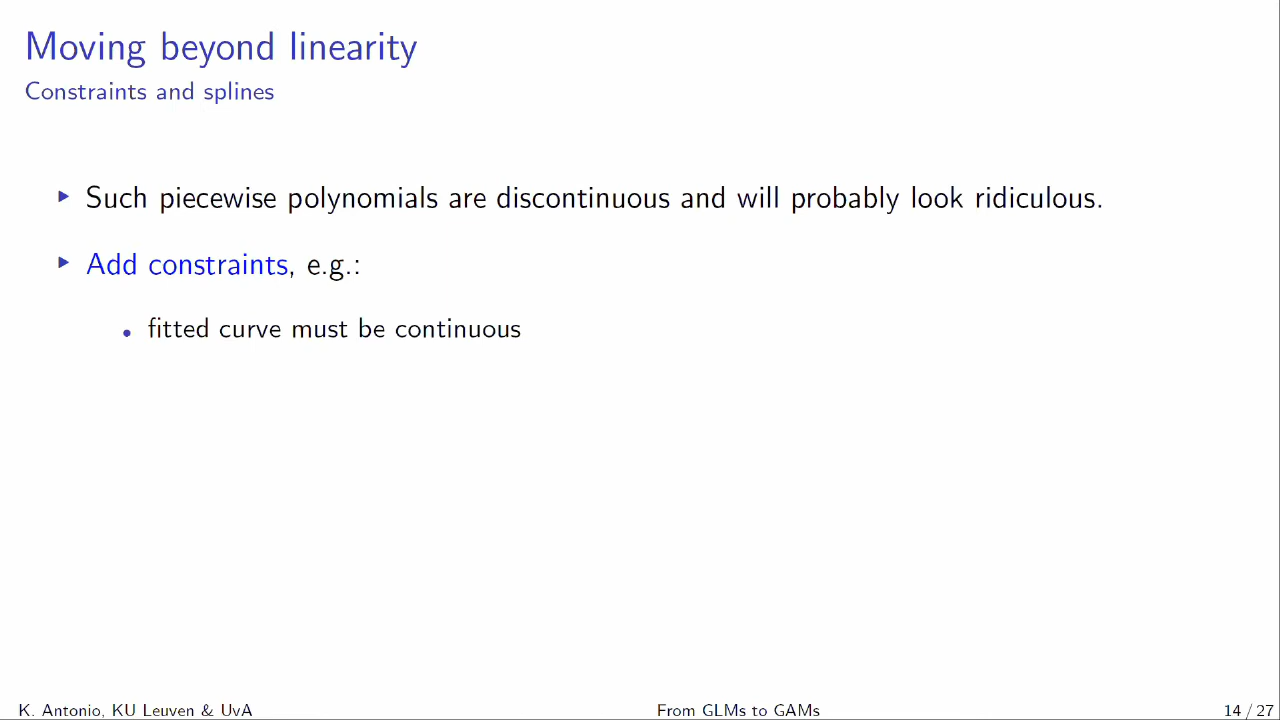 Moving beyond linearity
Constraints and splines
Such piecewise polynomials are discontinuous and will probably look ridiculous.
Add constraints, e.g.:
fitted curve must be continuous
K. Antonio, KU Leuven & UvA
From GLMs to GAMs
14 / 27